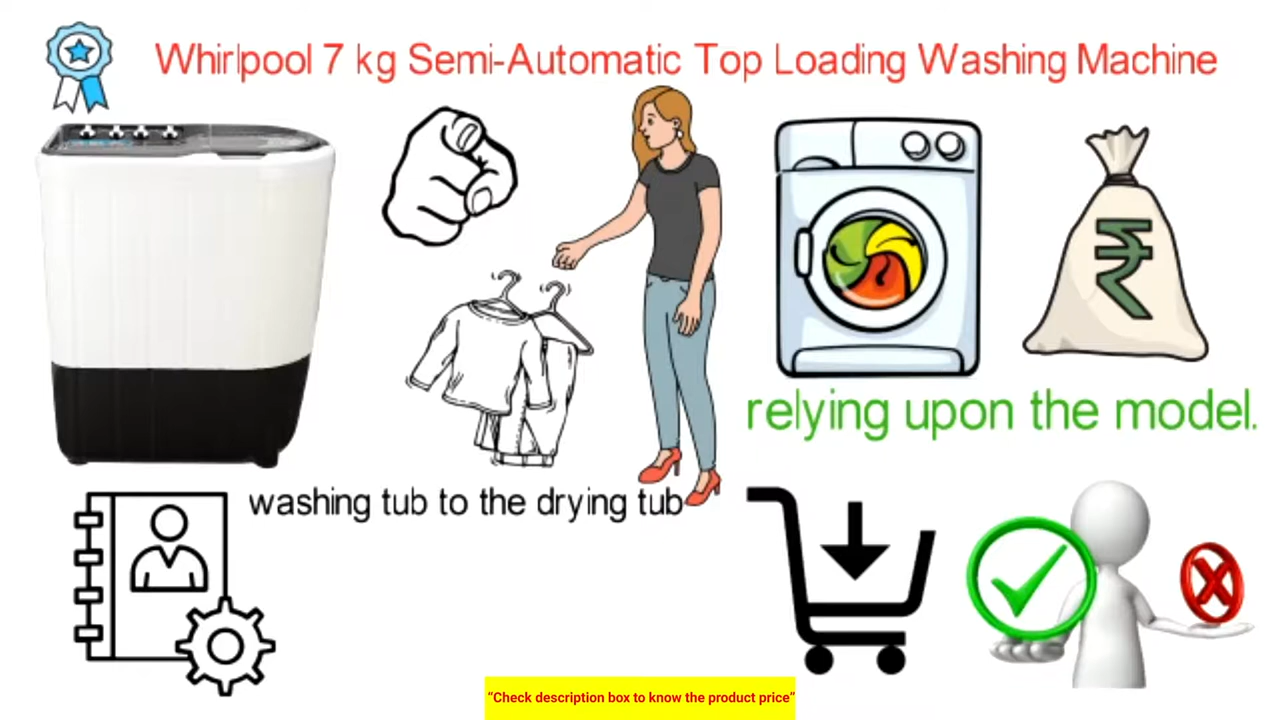 Whirlpool 7 kg Semi-Automatic Top Loading Washing Machine
relying upon the model.
washing tub to the drying tub
“Check description box to know the product price”